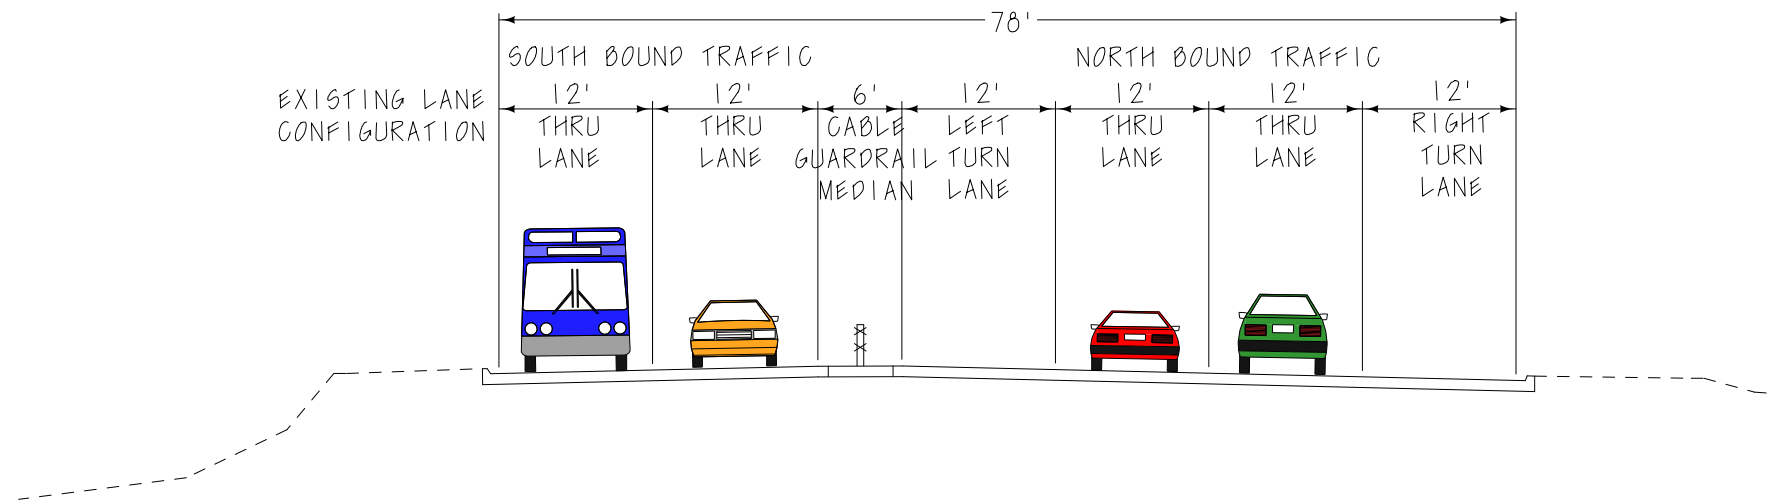 78'
SOUTH BOUND TRAFFIC
NORTH BOUND TRAFFIC
EXISTING LANE
CONFIGURATION
12'
THRU
LANE
12'
THRU
LANE
6'
CABLE
GUARDRAIL
MEDIAN
12'
LEFT
TURN
LANE
12'
THRU
LANE
12'
THRU
LANE
12'
RIGHT
TURN
LANE